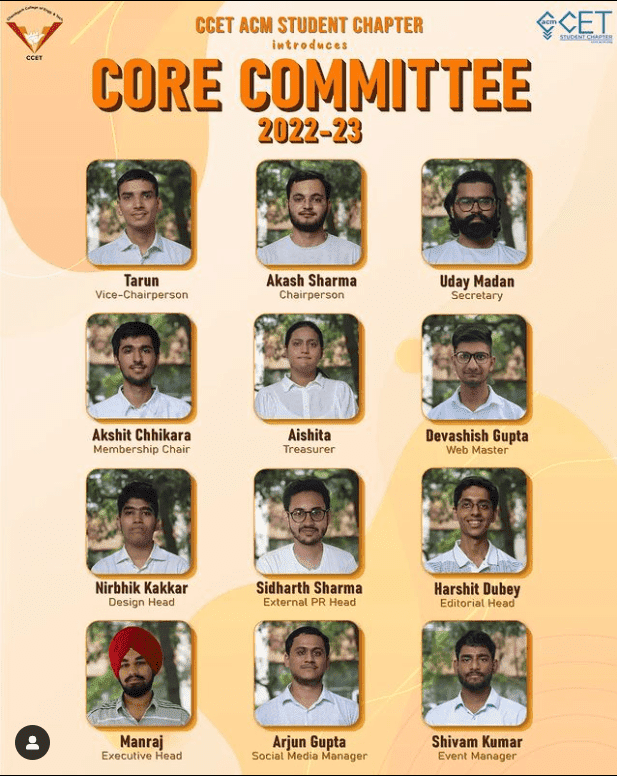 CCET ACM STUDENT CHAPTER
introduces
CORE COMMITTEE
2022-23
CCET
acm CCET
STUDENT CHAPTER
Tarun
Vice-Chairperson
Akash Sharma
Chairperson
Uday Madan
Secretary
Akshit Chhikara
Membership Chair
Aishita
Treasurer
Devashish Gupta
Web Master
Nirbhik Kakkar
Design Head
Sidharth Sharma
External PR Head
Harshit Dubey
Editorial Head
Manraj
Executive Head
Arjun Gupta
Social Media Manager
Shivam Kumar
Event Manager